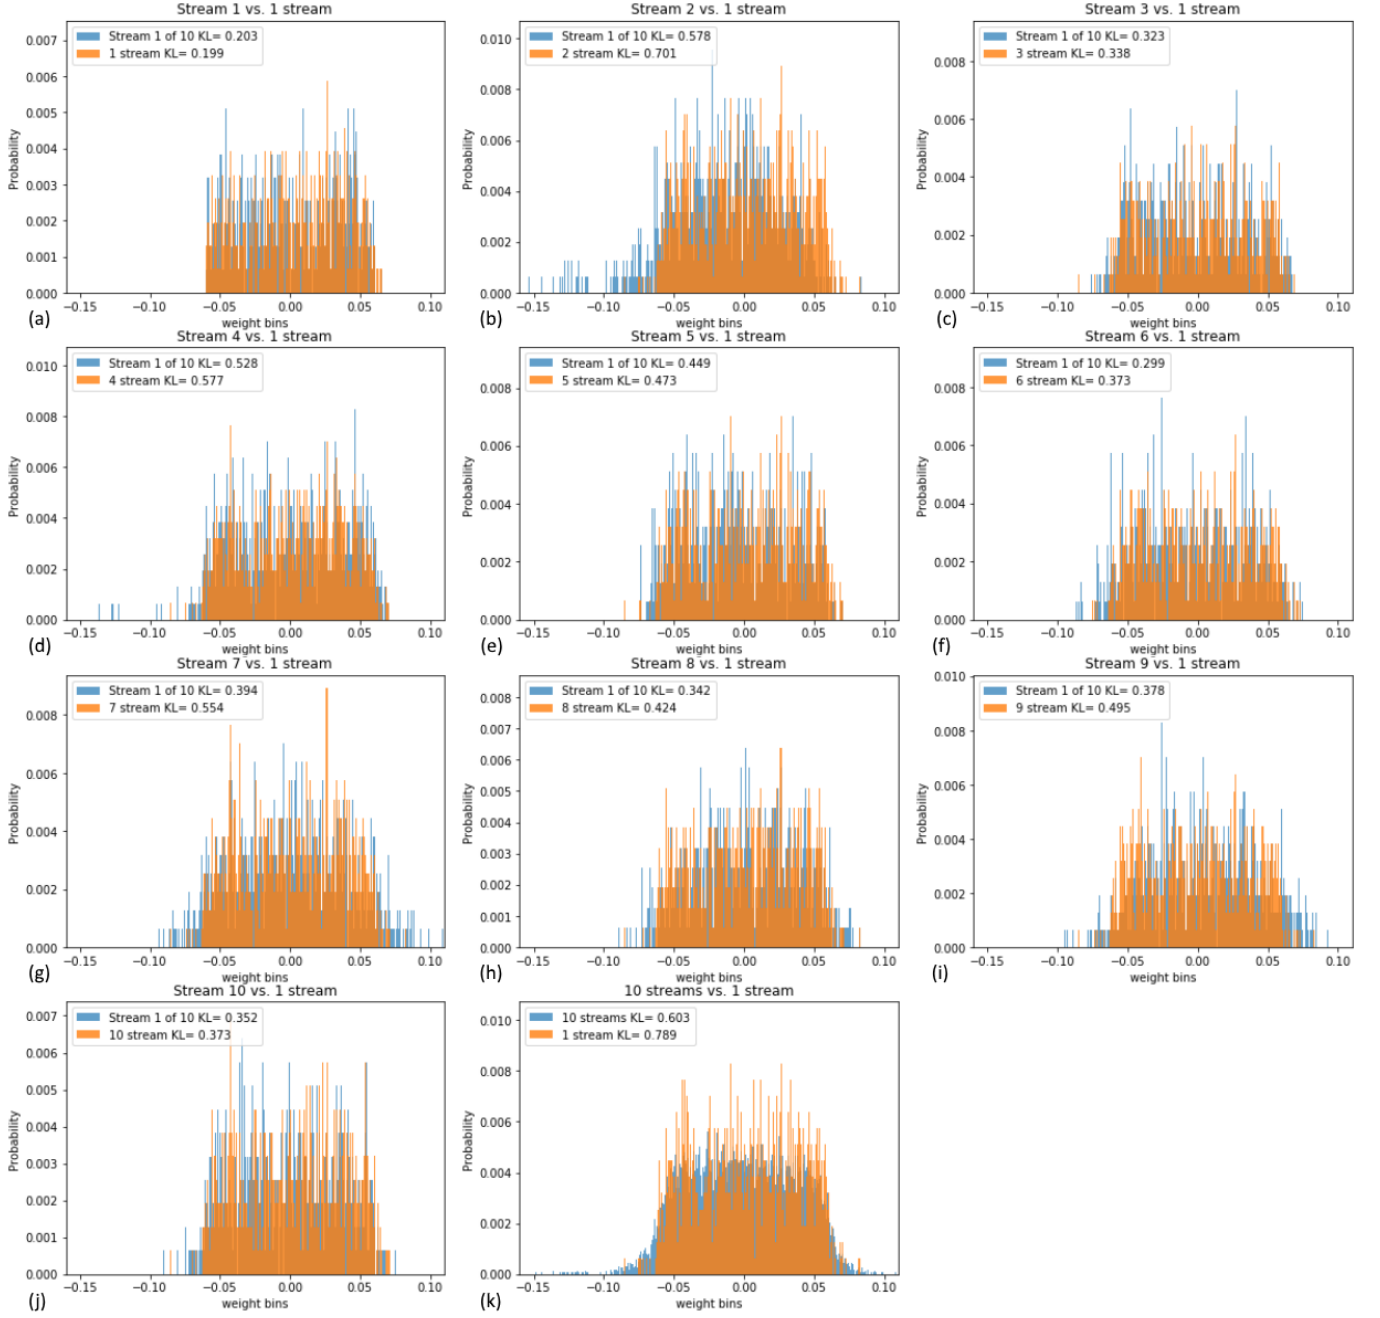 Stream 1 vs. 1 stream
Stream 1 of 10 KL= 0.203
1 stream KL= 0.199
Probability
0.007
0.006
0.005
0.004
0.003
0.002
0.001
0.000
−0.15 −0.10 −0.05 0.00 0.05 0.10
weight bins
(a)
Stream 2 vs. 1 stream
Stream 1 of 10 KL= 0.578
2 stream KL= 0.701
Probability
0.010
0.008
0.006
0.004
0.002
0.000
−0.15 −0.10 −0.05 0.00 0.05 0.10
weight bins
(b)
Stream 3 vs. 1 stream
Stream 1 of 10 KL= 0.323
3 stream KL= 0.338
Probability
0.008
0.006
0.004
0.002
0.000
−0.15 −0.10 −0.05 0.00 0.05 0.10
weight bins
(c)
Stream 4 vs. 1 stream
Stream 1 of 10 KL= 0.528
4 stream KL= 0.577
Probability
0.010
0.008
0.006
0.004
0.002
0.000
−0.15 −0.10 −0.05 0.00 0.05 0.10
weight bins
(d)
Stream 5 vs. 1 stream
Stream 1 of 10 KL= 0.449
5 stream KL= 0.473
Probability
0.008
0.006
0.004
0.002
0.000
−0.15 −0.10 −0.05 0.00 0.05 0.10
weight bins
(e)
Stream 6 vs. 1 stream
Stream 1 of 10 KL= 0.299
6 stream KL= 0.373
Probability
0.008
0.006
0.004
0.002
0.000
−0.15 −0.10 −0.05 0.00 0.05 0.10
weight bins
(f)
Stream 7 vs. 1 stream
Stream 1 of 10 KL= 0.394
7 stream KL= 0.554
Probability
0.008
0.006
0.004
0.002
0.000
−0.15 −0.10 −0.05 0.00 0.05 0.10
weight bins
(g)
Stream 8 vs. 1 stream
Stream 1 of 10 KL= 0.342
8 stream KL= 0.424
Probability
0.008
0.007
0.006
0.005
0.004
0.003
0.002
0.001
0.000
−0.15 −0.10 −0.05 0.00 0.05 0.10
weight bins
(h)
Stream 9 vs. 1 stream
Stream 1 of 10 KL= 0.378
9 stream KL= 0.495
Probability
0.010
0.008
0.006
0.004
0.002
0.000
−0.15 −0.10 −0.05 0.00 0.05 0.10
weight bins
(i)
Stream 10 vs. 1 stream
Stream 1 of 10 KL= 0.352
10 stream KL= 0.373
Probability
0.007
0.006
0.005
0.004
0.003
0.002
0.001
0.000
−0.15 −0.10 −0.05 0.00 0.05 0.10
weight bins
(j)
10 streams vs. 1 stream
10 streams KL= 0.603
1 stream KL= 0.789
Probability
0.010
0.008
0.006
0.004
0.002
0.000
−0.15 −0.10 −0.05 0.00 0.05 0.10
weight bins
(k)